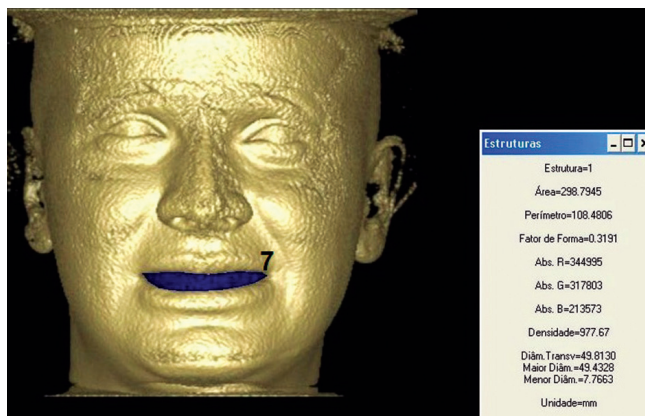 7
Estruturas
Estrutura=1
Área=298.7945
Perímetro=108.4806
Fator de Forma=0.3191
Abs. R=344995
Abs. G=317803
Abs. B=213573
Densidade=977.67
Diâm.Transv=49.8130
Maior Diâm.=49.4328
Menor Diâm.=7.7663
Unidade=mm